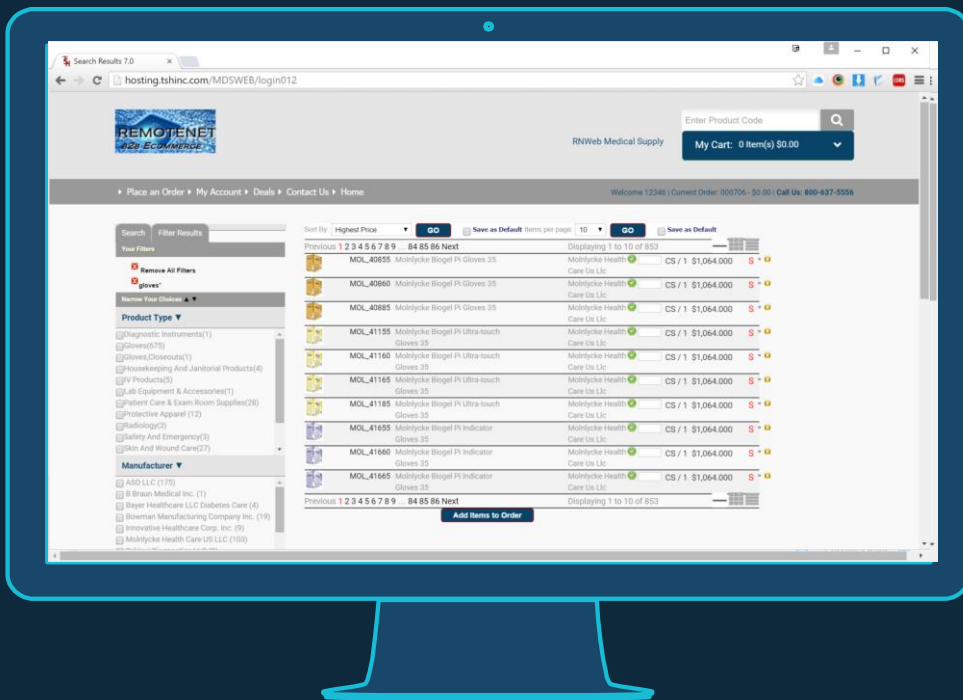 Search Results 7.0
hosting.tshinc.com/MDSWEB/login012
REMOTENET
B2B ECOMMERCE
RNWeb Medical Supply
Enter Product Code
My Cart: 0 Item(s) $0.00
Place an Order My Account Deals Contact Us Home
Welcome 12346 | Current Order: 000706 - $0.00 | Call Us: 800-637-5556
Search Filter Results
Your Filters
Remove All Filters
gloves*
Narrow Your Choices ▲ ▼
Product Type ▼
Diagnostic Instruments(1)
Gloves(675)
Gloves,Closeouts(1)
Housekeeping And Janitorial Products(4)
IV Products(5)
Lab Equipment & Accessories(1)
Patient Care & Exam Room Supplies(28)
Protective Apparel (12)
Radiology(3)
Safety And Emergency(3)
Skin And Wound Care(27)
Manufacturer ▼
ASO LLC (175)
B Braun Medical Inc. (1)
Bayer Healthcare LLC Diabetes Care (4)
Bowman Manufacturing Company Inc. (19)
Innovative Healthcare Corp. Inc. (9)
Molnlycke Health Care US LLC (103)
Sort By Highest Price GO Save as Default Items per page 10 GO Save as Default
Previous 1 2 3 4 5 6 7 8 9 ... 84 85 86 Next Displaying 1 to 10 of 853
MOL_40855 Molnlycke Biogel Pi Gloves 35 Molnlycke Health CS / 1 $1,064.000 S
Care Us Llc
MOL_40860 Molnlycke Biogel Pi Gloves 35 Molnlycke Health CS / 1 $1,064.000 S
Care Us Llc
MOL_40885 Molnlycke Biogel Pi Gloves 35 Molnlycke Health CS / 1 $1,064.000 S
Care Us Llc
MOL_41155 Molnlycke Biogel Pi Ultra-touch Molnlycke Health CS / 1 $1,064.000 S
Gloves 35 Care Us Llc
MOL_41160 Molnlycke Biogel Pi Ultra-touch Molnlycke Health CS / 1 $1,064.000 S
Gloves 35 Care Us Llc
MOL_41165 Molnlycke Biogel Pi Ultra-touch Molnlycke Health CS / 1 $1,064.000 S
Gloves 35 Care Us Llc
MOL_41185 Molnlycke Biogel Pi Ultra-touch Molnlycke Health CS / 1 $1,064.000 S
Gloves 35 Care Us Llc
MOL_41655 Molnlycke Biogel Pi Indicator Molnlycke Health CS / 1 $1,064.000 S
Gloves 35 Care Us Llc
MOL_41660 Molnlycke Biogel Pi Indicator Molnlycke Health CS / 1 $1,064.000 S
Gloves 35 Care Us Llc
MOL_41665 Molnlycke Biogel Pi Indicator Molnlycke Health CS / 1 $1,064.000 S
Gloves 35 Care Us Llc
Previous 1 2 3 4 5 6 7 8 9 ... 84 85 86 Next Displaying 1 to 10 of 853
Add Items to Order